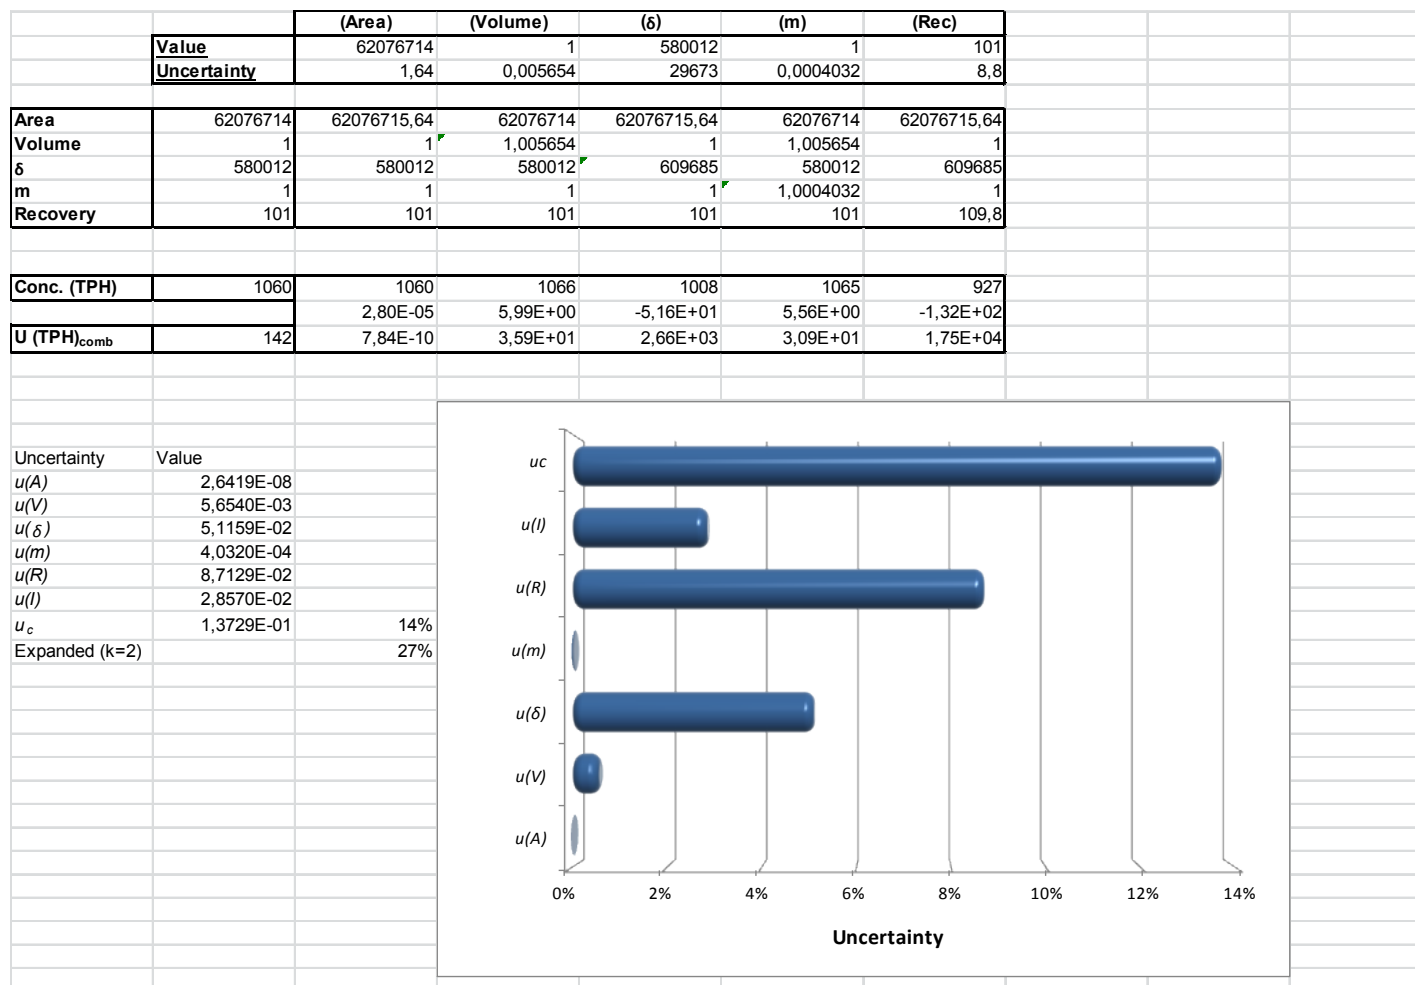 (Area) (Volume) (δ) (m) (Rec)
Value 62076714 1 580012 1 101
Uncertainty 1,64 0,005654 29673 0,0004032 8,8
Area 62076714 62076715,64 62076714 62076715,64 62076714 62076715,64
Volume 1 1 1,005654 1 1,005654 1
δ 580012 580012 580012 609685 580012 609685
m 1 1 1 1 1,0004032 1
Recovery 101 101 101 101 101 109,8
Conc. (TPH) 1060 1060 1066 1008 1065 927
2,80E-05 5,99E+00 -5,16E+01 5,56E+00 -1,32E+02
U (TPH)comb 142 7,84E-10 3,59E+01 2,66E+03 3,09E+01 1,75E+04
Uncertainty Value
u(A) 2,6419E-08
u(V) 5,6540E-03
u(δ) 5,1159E-02
u(m) 4,0320E-04
u(R) 8,7129E-02
u(I) 2,8570E-02
uc 1,3729E-01 14%
Expanded (k=2) 27%
uc
u(I)
u(R)
u(m)
u(δ)
u(V)
u(A)
0% 2% 4% 6% 8% 10% 12% 14%
Uncertainty